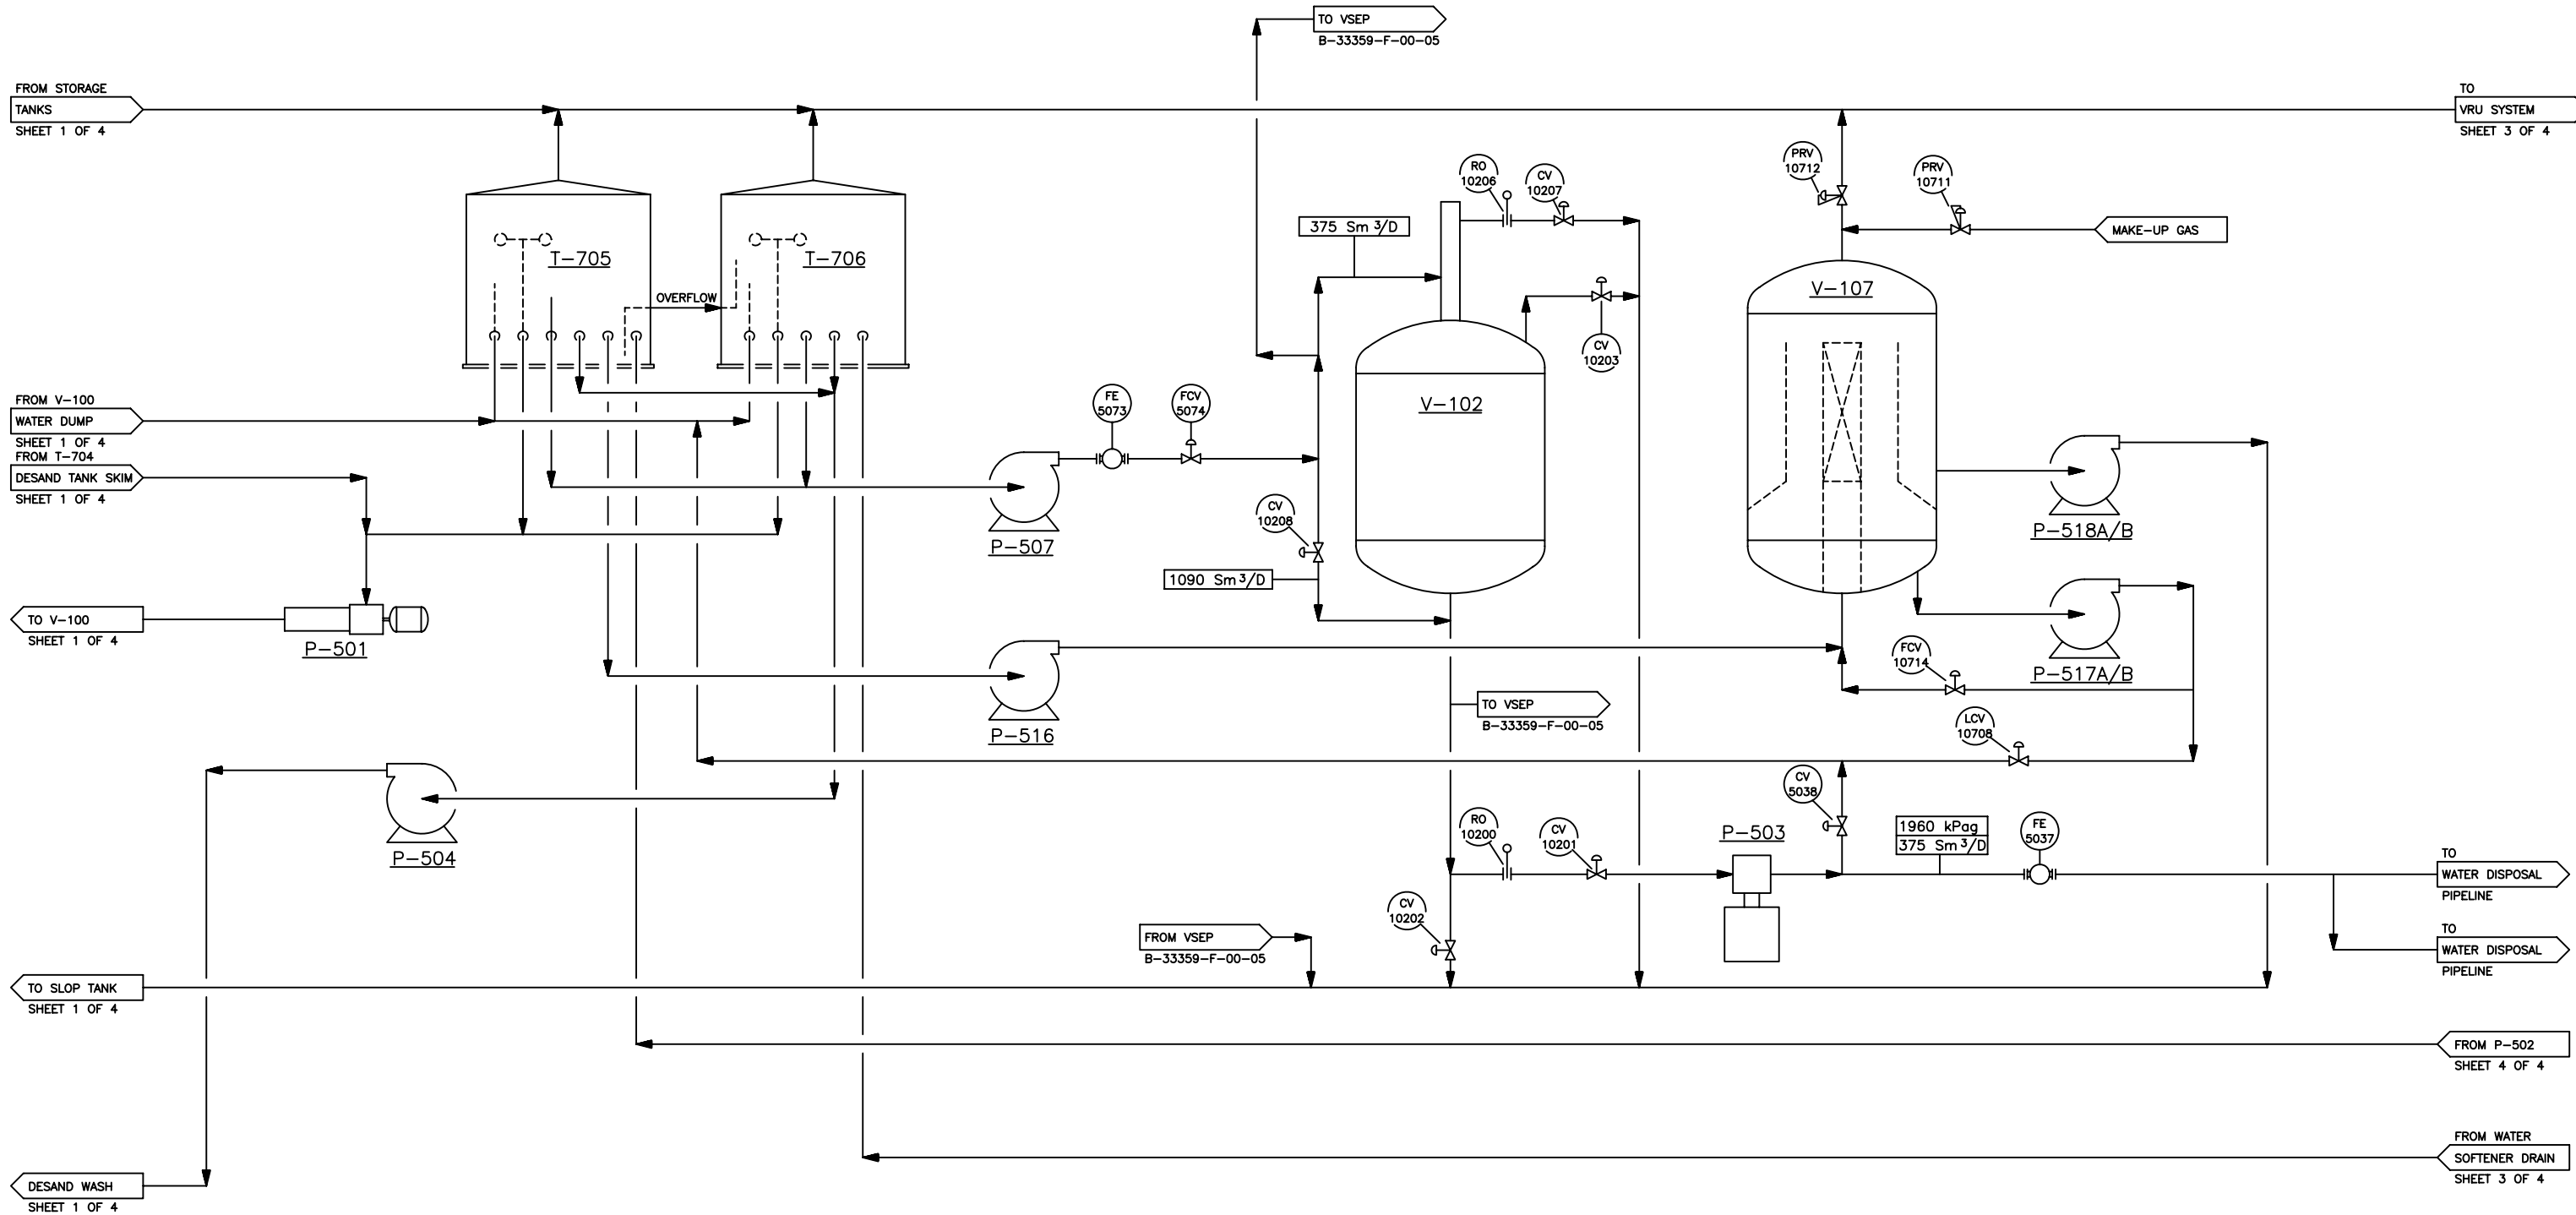 TO VSEP
B-33359-F-00-05
FROM STORAGE
TANKS
SHEET 1 OF 4
TO
VRU SYSTEM
SHEET 3 OF 4
PRV
10712
PRV
10711
RO
10206
CV
10207
375 Sm³/D
MAKE-UP GAS
T-705
T-706
OVERFLOW
V-107
CV
10203
FROM V-100
WATER DUMP
SHEET 1 OF 4
FE
5073
FCV
5074
V-102
FROM T-704
DESAND TANK SKIM
SHEET 1 OF 4
CV
10208
P-507
P-518A/B
1090 Sm³/D
TO V-100
SHEET 1 OF 4
P-501
FCV
10714
P-517A/B
TO VSEP
B-33359-F-00-05
P-516
LCV
10708
CV
5038
P-504
RO
10200
CV
10201
P-503
1960 kPag
375 Sm³/D
FE
5037
TO
WATER DISPOSAL
PIPELINE
CV
10202
FROM VSEP
B-33359-F-00-05
TO
WATER DISPOSAL
PIPELINE
TO SLOP TANK
SHEET 1 OF 4
FROM P-502
SHEET 4 OF 4
FROM WATER
SOFTENER DRAIN
SHEET 3 OF 4
DESAND WASH
SHEET 1 OF 4